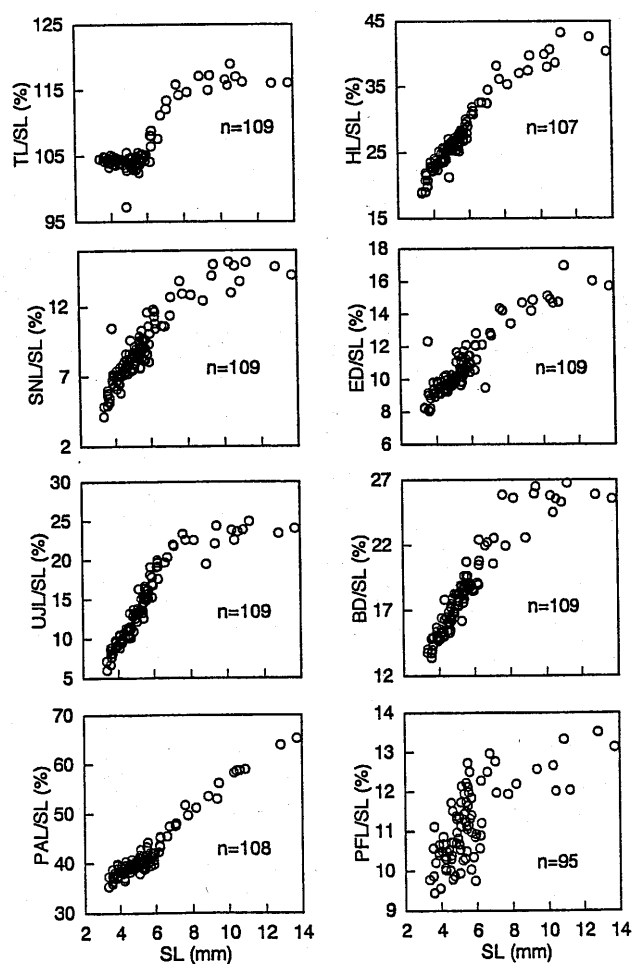 125
115
105
95
TL/SL (%)
n=109
45
35
25
15
HL/SL (%)
n=107
12
7
2
SNL/SL (%)
n=109
18
16
14
12
10
8
6
ED/SL (%)
n=109
30
25
20
15
10
5
UJL/SL (%)
n=109
27
22
17
12
BD/SL (%)
n=109
70
60
50
40
30
PAL/SL (%)
n=108
2 4 6 8 10 12 14
SL (mm)
14
13
12
11
10
9
PFL/SL (%)
n=95
2 4 6 8 10 12 14
SL (mm)